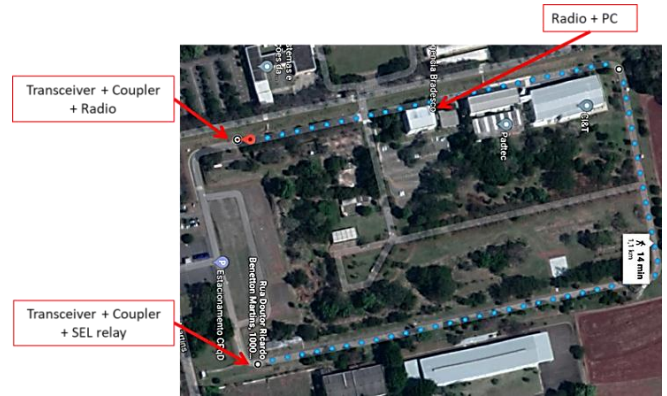 Radio + PC
Transceiver + Coupler
+ Radio
Transceiver + Coupler
+ SEL relay
Padtec
CI&T
14 min
1,1 km
Estacionamento CPqD
Rua Doutor Ricardo
Benetton Martins, 1000...